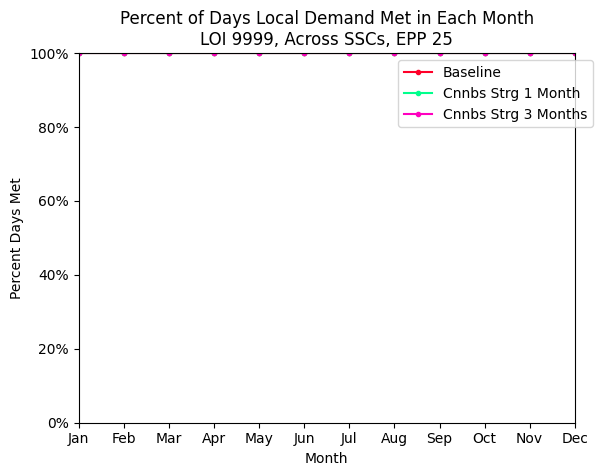 Percent of Days Local Demand Met in Each Month
LOI 9999, Across SSCs, EPP 25
100%
80%
60%
40%
20%
0%
Percent Days Met
Baseline
Cnnbs Strg 1 Month
Cnnbs Strg 3 Months
Jan Feb Mar Apr May Jun Jul Aug Sep Oct Nov Dec
Month